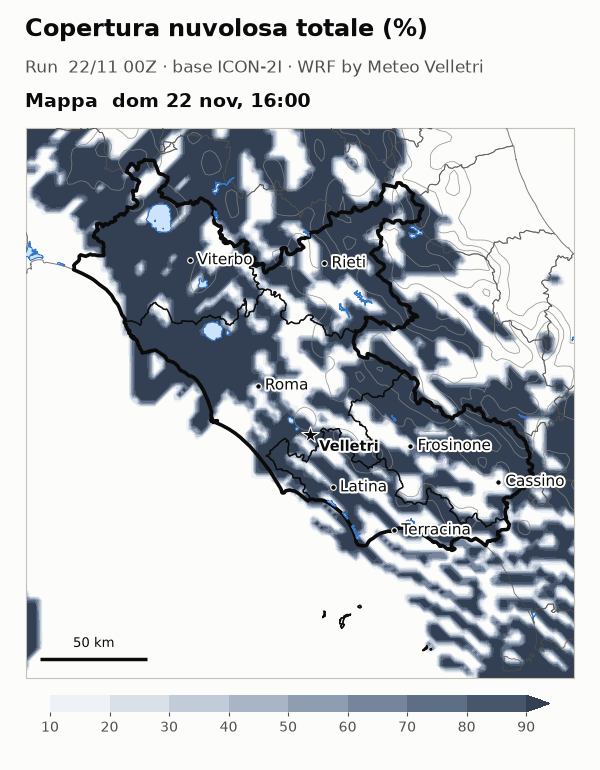 Copertura nuvolosa totale (%)
Run  22/11 00Z · base ICON-2I · WRF by Meteo Velletri
Mappa  dom 22 nov, 16:00
Viterbo
Rieti
Roma
Velletri
Frosinone
Cassino
Latina
Terracina
50 km
10 20 30 40 50 60 70 80 90